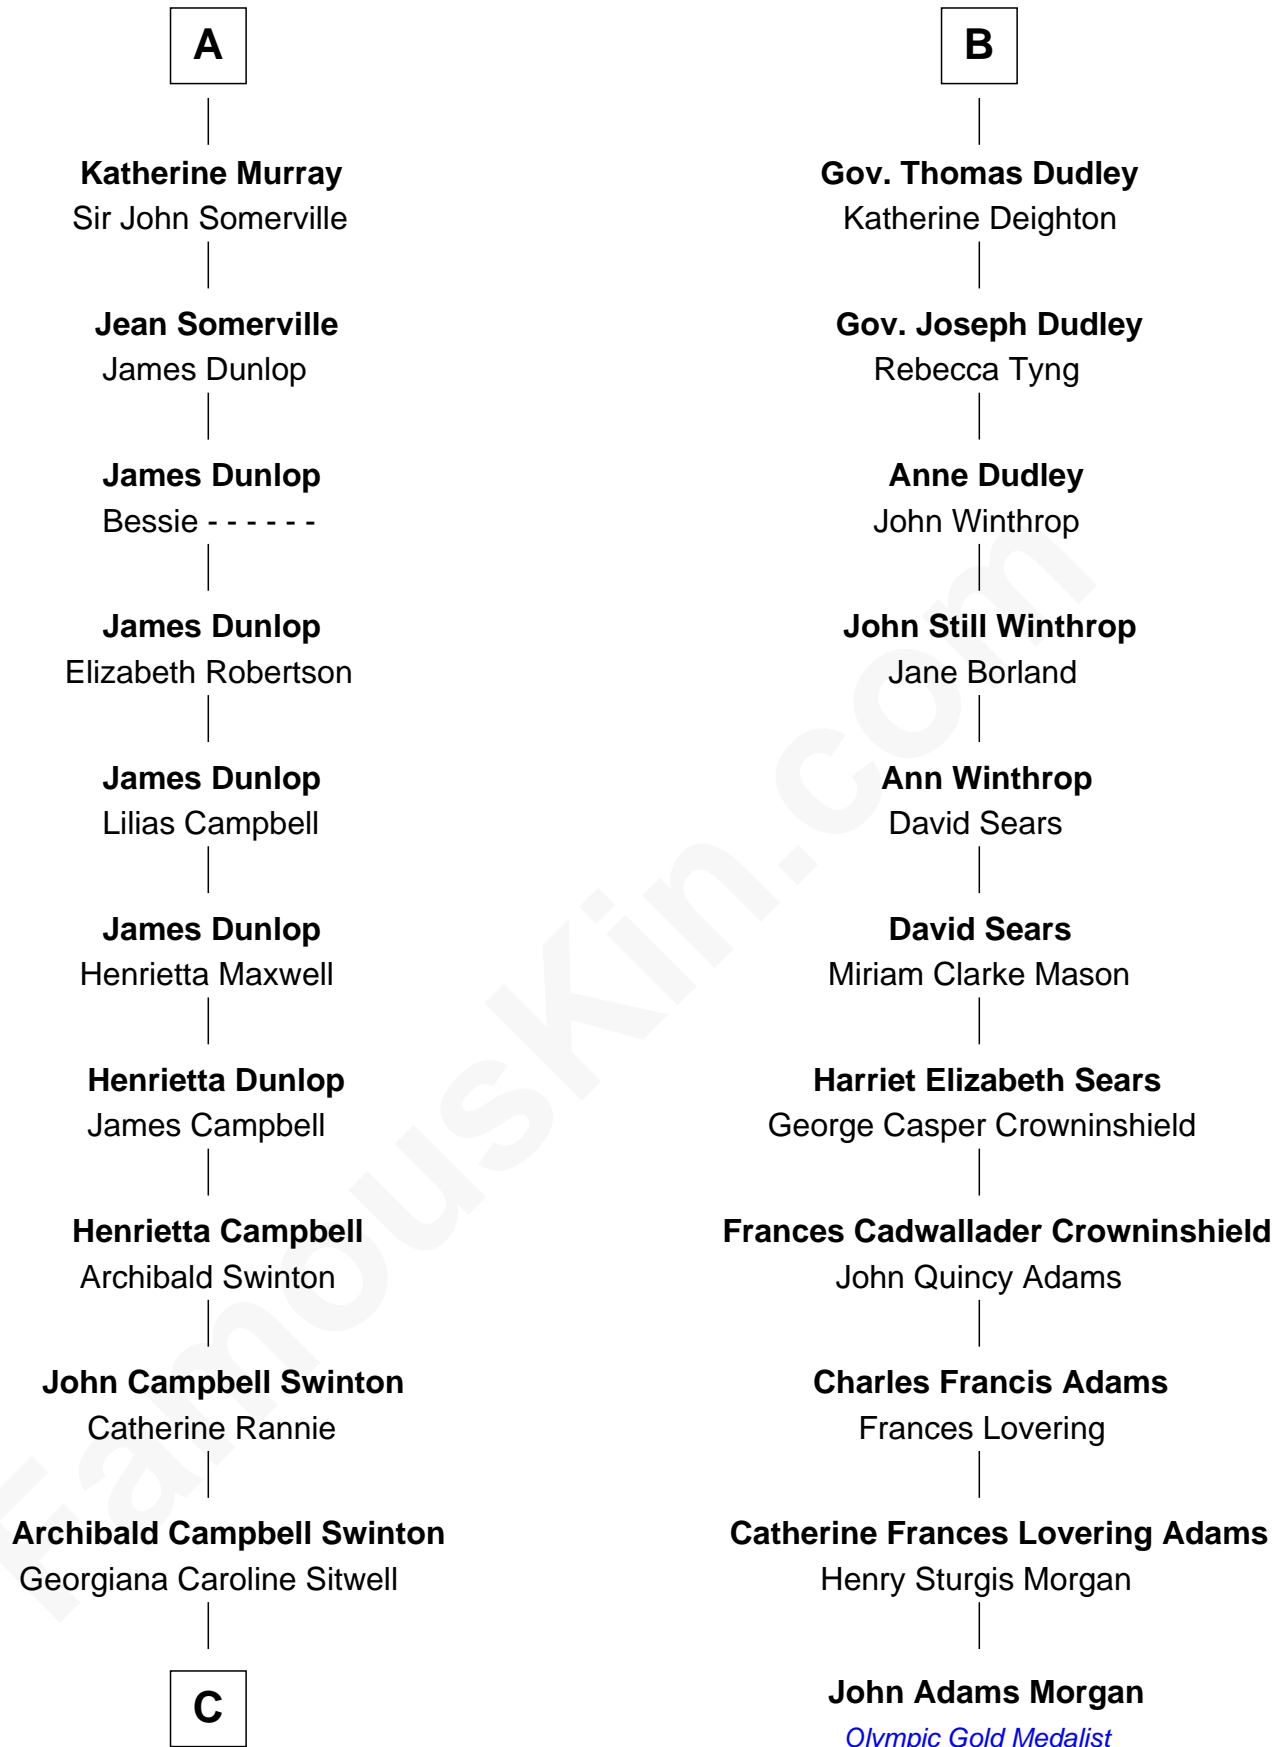 A
Katherine Murray
Sir John Somerville
Jean Somerville
James Dunlop
James Dunlop
Bessie - - - - - -
James Dunlop
Elizabeth Robertson
James Dunlop
Lilias Campbell
James Dunlop
Henrietta Maxwell
Henrietta Dunlop
James Campbell
Henrietta Campbell
Archibald Swinton
John Campbell Swinton
Catherine Rannie
Archibald Campbell Swinton
Georgiana Caroline Sitwell
C
B
Gov. Thomas Dudley
Katherine Deighton
Gov. Joseph Dudley
Rebecca Tyng
Anne Dudley
John Winthrop
John Still Winthrop
Jane Borland
Ann Winthrop
David Sears
David Sears
Miriam Clarke Mason
Harriet Elizabeth Sears
George Casper Crowninshield
Frances Cadwallader Crowninshield
John Quincy Adams
Charles Francis Adams
Frances Lovering
Catherine Frances Lovering Adams
Henry Sturgis Morgan
John Adams Morgan
Olympic Gold Medalist
FamousKin.com